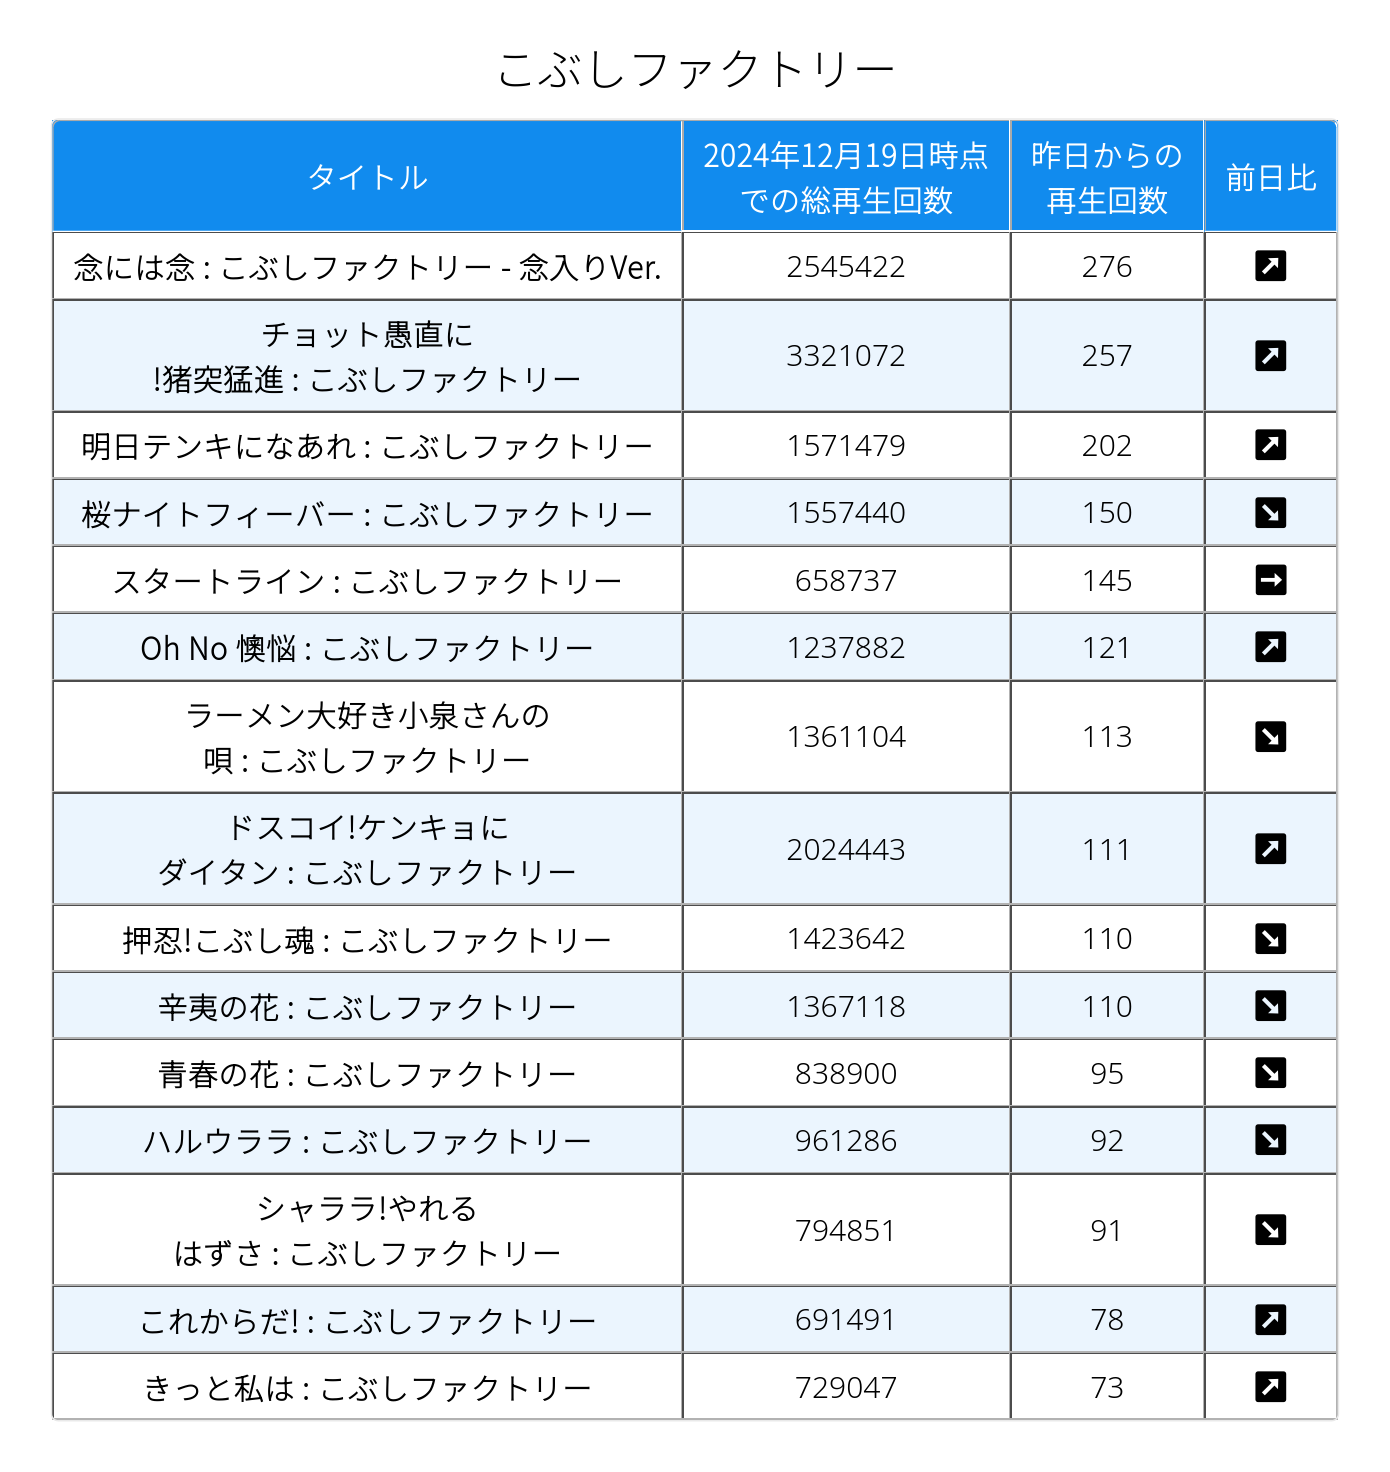 こぶしファクトリー
タイトル
2024年12月19日時点
での総再生回数
昨日からの
再生回数
前日比
念には念 : こぶしファクトリー - 念入りVer.
2545422
276
チョット愚直に
!猪突猛進 : こぶしファクトリー
3321072
257
明日テンキになあれ : こぶしファクトリー
1571479
202
桜ナイトフィーバー : こぶしファクトリー
1557440
150
スタートライン : こぶしファクトリー
658737
145
Oh No 懊悩 : こぶしファクトリー
1237882
121
ラーメン大好き小泉さんの
唄 : こぶしファクトリー
1361104
113
ドスコイ!ケンキョに
ダイタン : こぶしファクトリー
2024443
111
押忍!こぶし魂 : こぶしファクトリー
1423642
110
辛夷の花 : こぶしファクトリー
1367118
110
青春の花 : こぶしファクトリー
838900
95
ハルウララ : こぶしファクトリー
961286
92
シャララ!やれる
はずさ : こぶしファクトリー
794851
91
これからだ! : こぶしファクトリー
691491
78
きっと私は : こぶしファクトリー
729047
73